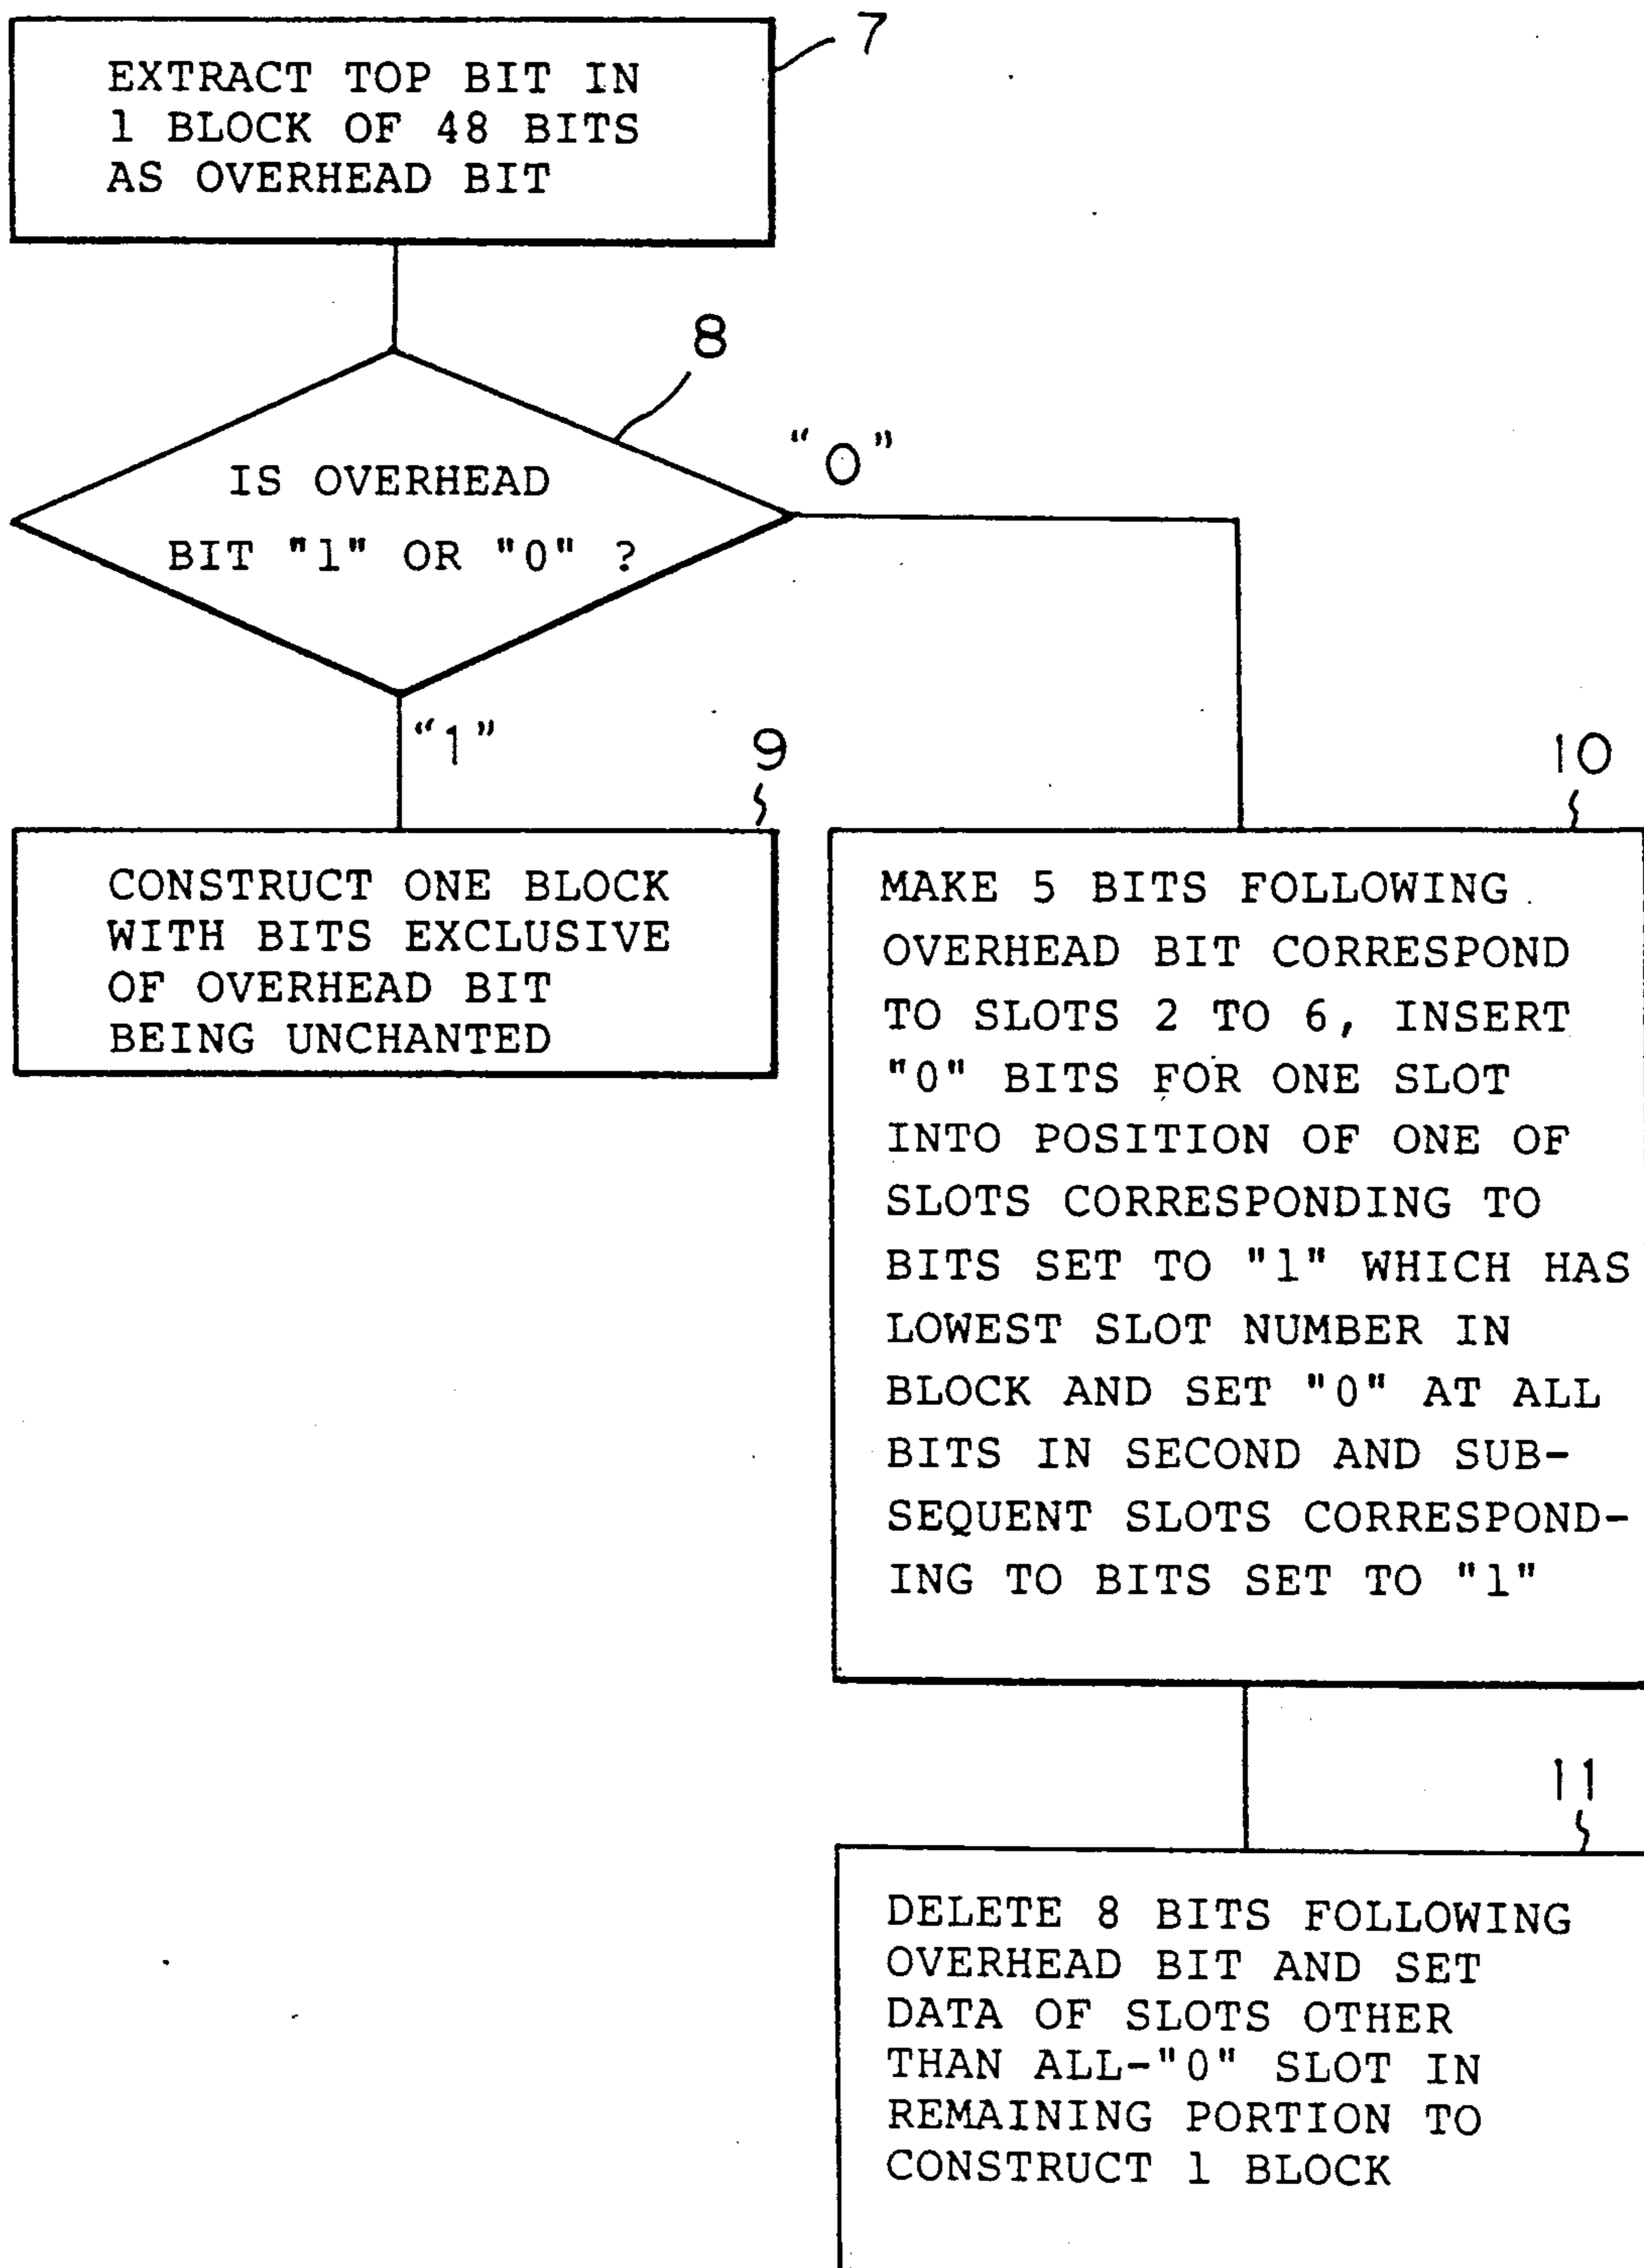 7
EXTRACT TOP BIT IN
1 BLOCK OF 48 BITS
AS OVERHEAD BIT
8
"0"
IS OVERHEAD
BIT "1" OR "0" ?
"1"
9
CONSTRUCT ONE BLOCK
WITH BITS EXCLUSIVE
OF OVERHEAD BIT
BEING UNCHANTED
10
MAKE 5 BITS FOLLOWING
OVERHEAD BIT CORRESPOND
TO SLOTS 2 TO 6, INSERT
"0" BITS FOR ONE SLOT
INTO POSITION OF ONE OF
SLOTS CORRESPONDING TO
BITS SET TO "1" WHICH HAS
LOWEST SLOT NUMBER IN
BLOCK AND SET "0" AT ALL
BITS IN SECOND AND SUB-
SEQUENT SLOTS CORRESPOND-
ING TO BITS SET TO "1"
11
DELETE 8 BITS FOLLOWING
OVERHEAD BIT AND SET
DATA OF SLOTS OTHER
THAN ALL-"0" SLOT IN
REMAINING PORTION TO
CONSTRUCT 1 BLOCK